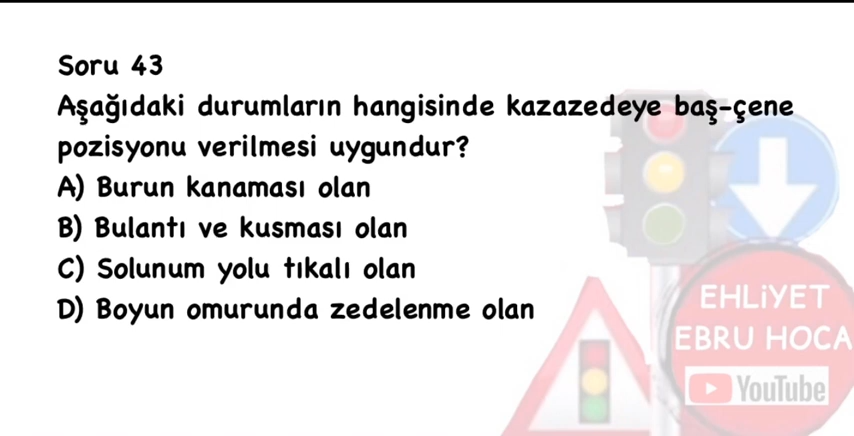 Soru 43
Aşağıdaki durumların hangisinde kazazedeye baş-çene
pozisyonu verilmesi uygundur?
A) Burun kanaması olan
B) Bulantı ve kusması olan
C) Solunum yolu tıkalı olan
D) Boyun omurunda zedelenme olan
EHLİYET
EBRU HOCA
YouTube